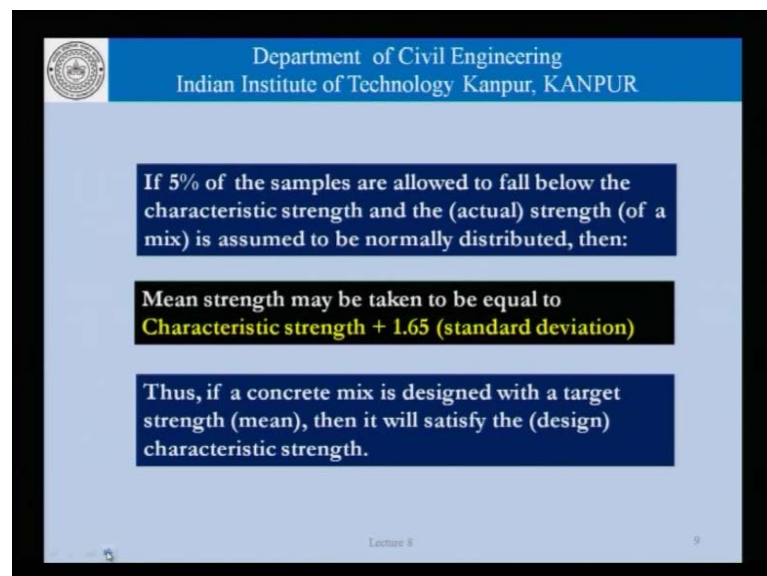 Department of Civil Engineering
Indian Institute of Technology Kanpur, KANPUR
If 5% of the samples are allowed to fall below the
characteristic strength and the (actual) strength (of a
mix) is assumed to be normally distributed, then:
Mean strength may be taken to be equal to
Characteristic strength + 1.65 (standard deviation)
Thus, if a concrete mix is designed with a target
strength (mean), then it will satisfy the (design)
characteristic strength.
Lecture 8
9